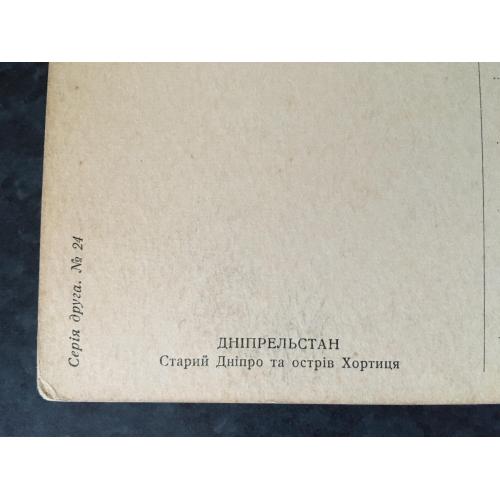 Серія друга. № 24
ДНІПРЕЛЬСТАН
Старий Дніпро та острів Хортиця